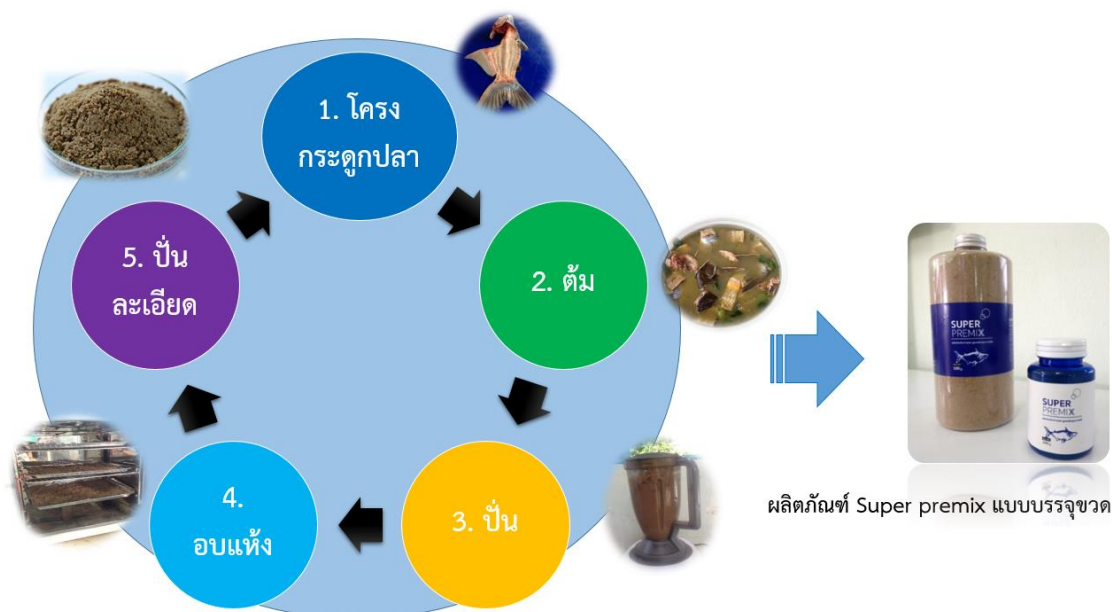 1. โครง
กระดูกปลา
2. ต้ม
3. ปั่น
4.
อบแห้ง
5. ปั่น
ละเอียด
SUPER
PREMIX
SUPER
PREMIX
ผลิตภัณฑ์ Super premix แบบบรรจุขวด